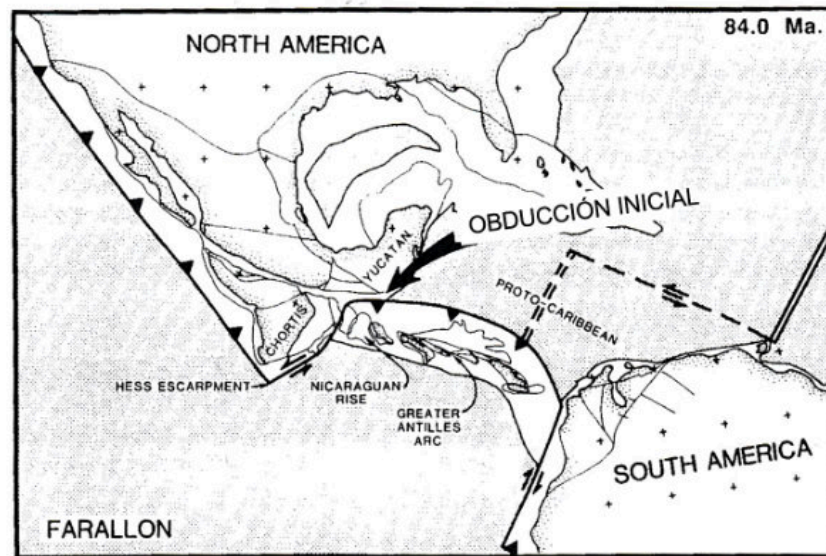 84.0 Ma.
NORTH AMERICA
OBDUCCIÓN INICIAL
YUCATAN
PROTO-CARIBBEAN
CHORTIS
HESS ESCARPMENT
NICARAGUAN
RISE
GREATER
ANTILLES
ARC
SOUTH AMERICA
FARALLON